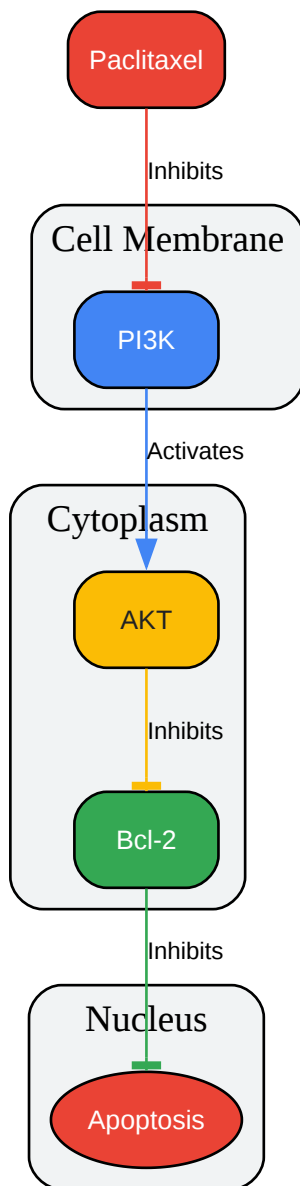 Paclitaxel
Inhibits
Cell Membrane
PI3K
Activates
Cytoplasm
AKT
Inhibits
Bcl-2
Inhibits
Nucleus
Apoptosis